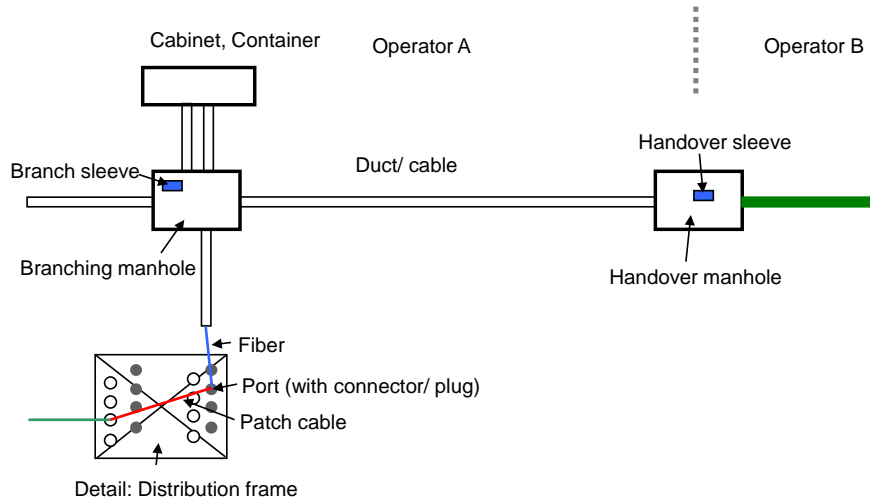 Cabinet, Container
Operator A
Operator B
Branch sleeve
Duct/ cable
Handover sleeve
Branching manhole
Handover manhole
Fiber
Port (with connector/ plug)
Patch cable
Detail: Distribution frame